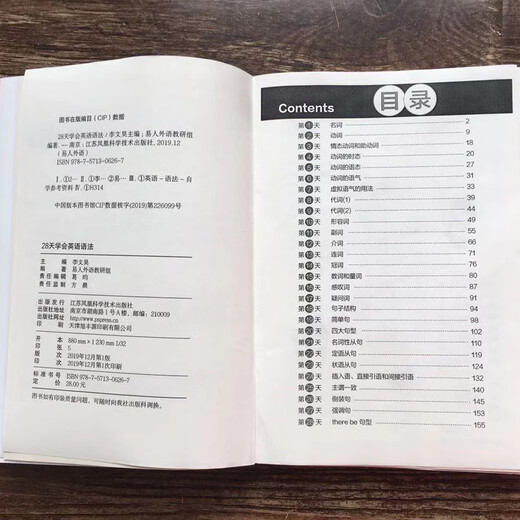 图书在版编目（CIP）数据
28天学会英语语法 / 李文昊主编；易人外语教研组
编著. -- 南京：江苏凤凰科学技术出版社，2019.12
（易人外语）
ISBN 978-7-5713-0626-7
Ⅰ. ①2… Ⅱ. ①李… ②易… Ⅲ. ①英语－语法－自
学参考资料 Ⅳ. ①H314
中国版本图书馆CIP数据核字(2019)第226099号
28天学会英语语法
主 编 李文昊
编 著 易人外语教研组
责任编辑 葛 昀
责任监制 方 晨
出版发行 江苏凤凰科学技术出版社
出版社地址 南京市湖南路1号A楼，邮编：210009
出版社网址 http://www.pspress.cn
印 刷 天津旭丰源印刷有限公司
开 本 880 mm×1 230 mm 1/32
印 张 5
版 次 2019年12月第1版
印 次 2019年12月第1次印刷
标准书号 ISBN 978-7-5713-0626-7
定 价 28.00元
图书如有印装质量问题，可随时向我社出版科调换。
Contents 目录
第1天 名词 2
第2天 动词 9
第3天 情态动词和助动词 18
第4天 动词的时态 20
第5天 动词的语态 27
第6天 动词的语气 31
第7天 虚拟语气的用法 33
第8天 代词(1) 37
第9天 代词(2) 44
第10天 形容词 49
第11天 副词 56
第12天 介词 62
第13天 连词 68
第14天 冠词 72
第15天 数词和量词 78
第16天 感叹词 83
第17天 疑问词 88
第18天 句子结构 93
第19天 简单句 98
第20天 四大句型 102
第21天 名词性从句 110
第22天 定语从句 119
第23天 状语从句 127
第24天 插入语、直接引语和间接引语 132
第25天 主谓一致 137
第26天 倒装句 145
第27天 强调句 151
第28天 there be 句型 155